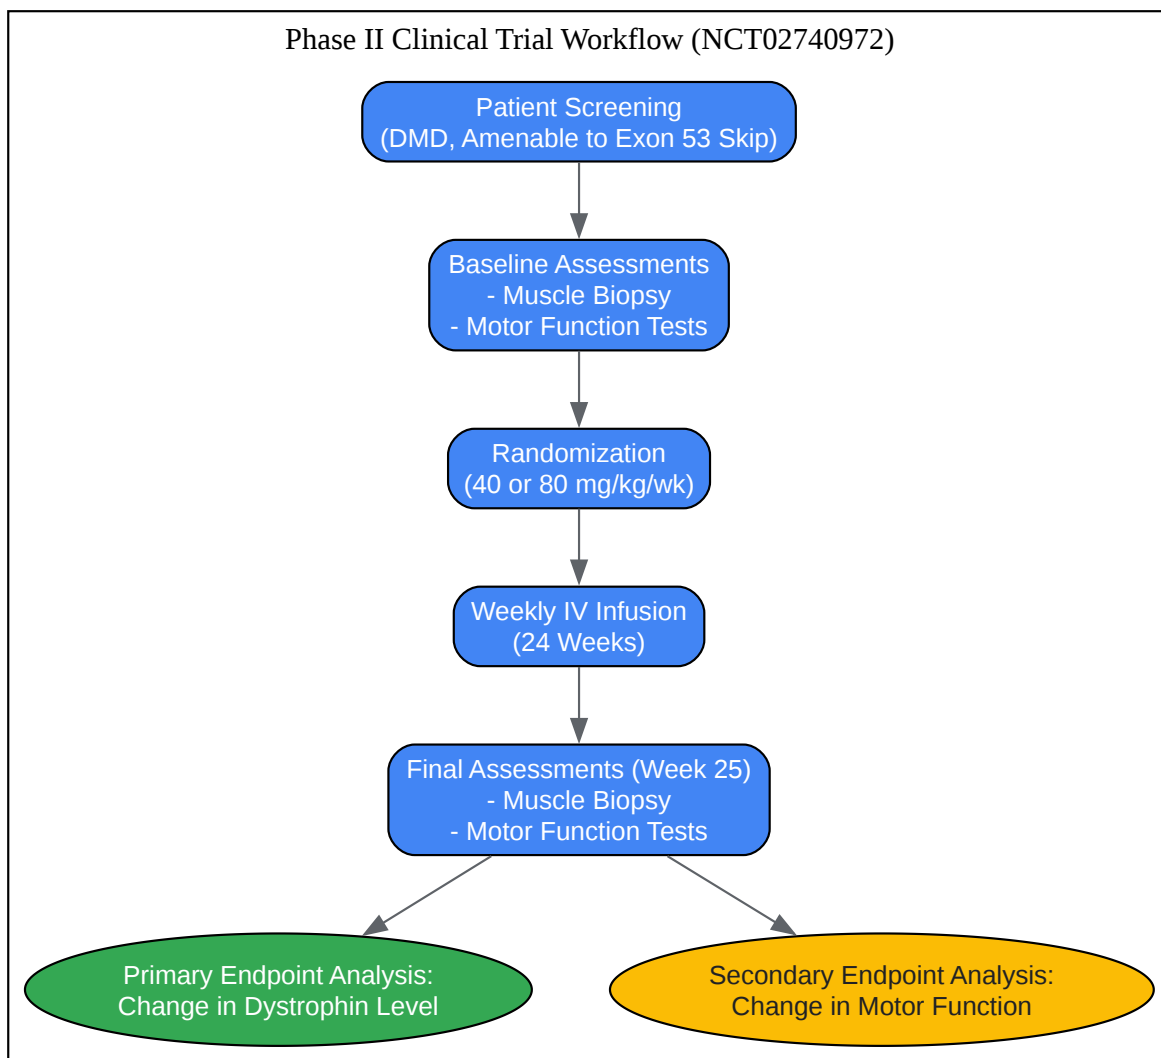 Phase II Clinical Trial Workflow (NCT02740972)
Patient Screening
(DMD, Amenable to Exon 53 Skip)
Baseline Assessments
- Muscle Biopsy
- Motor Function Tests
Randomization
(40 or 80 mg/kg/wk)
Weekly IV Infusion
(24 Weeks)
Final Assessments (Week 25)
- Muscle Biopsy
- Motor Function Tests
Primary Endpoint Analysis:
Change in Dystrophin Level
Secondary Endpoint Analysis:
Change in Motor Function